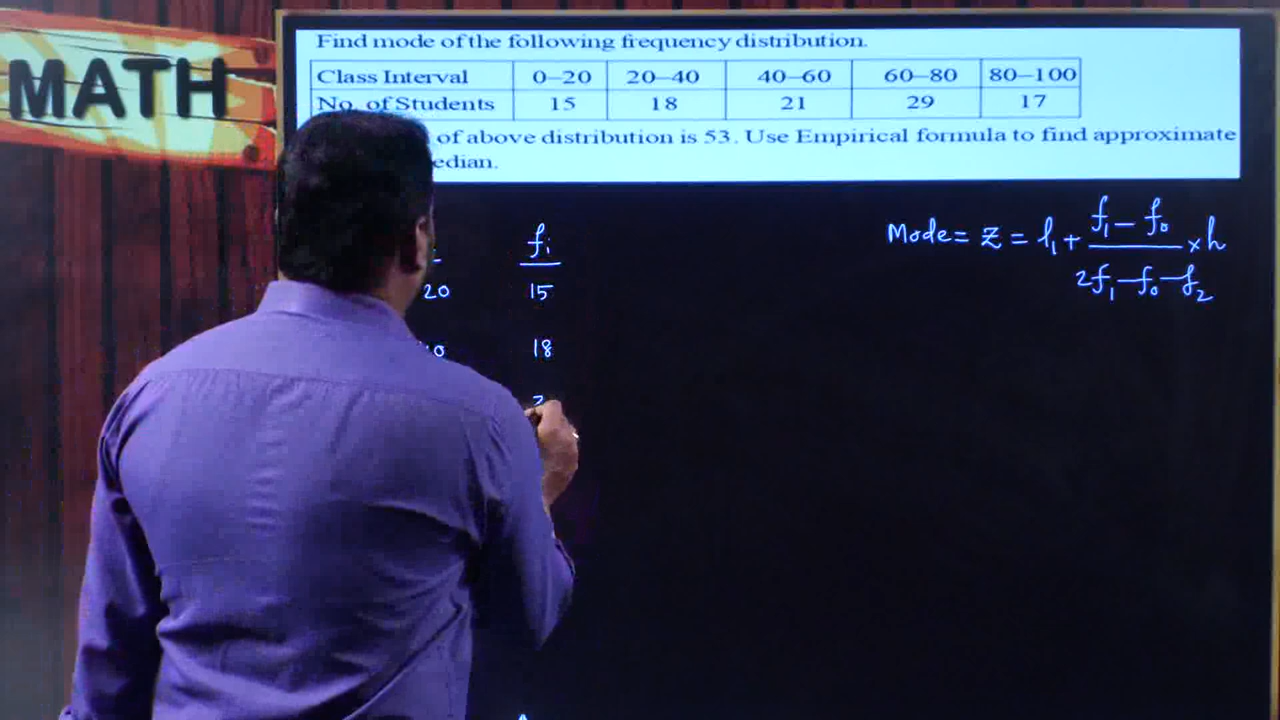 MATH
Find mode of the following frequency distribution.
Class Interval 0–20 20–40 40–60 60–80 80–100
No. of Students 15 18 21 29 17
of above distribution is 53. Use Empirical formula to find approximate
edian.
fi
20 15
18
Mode = z = l₁ + (f₁ – f₀) / (2f₁ – f₀ – f₂) × h